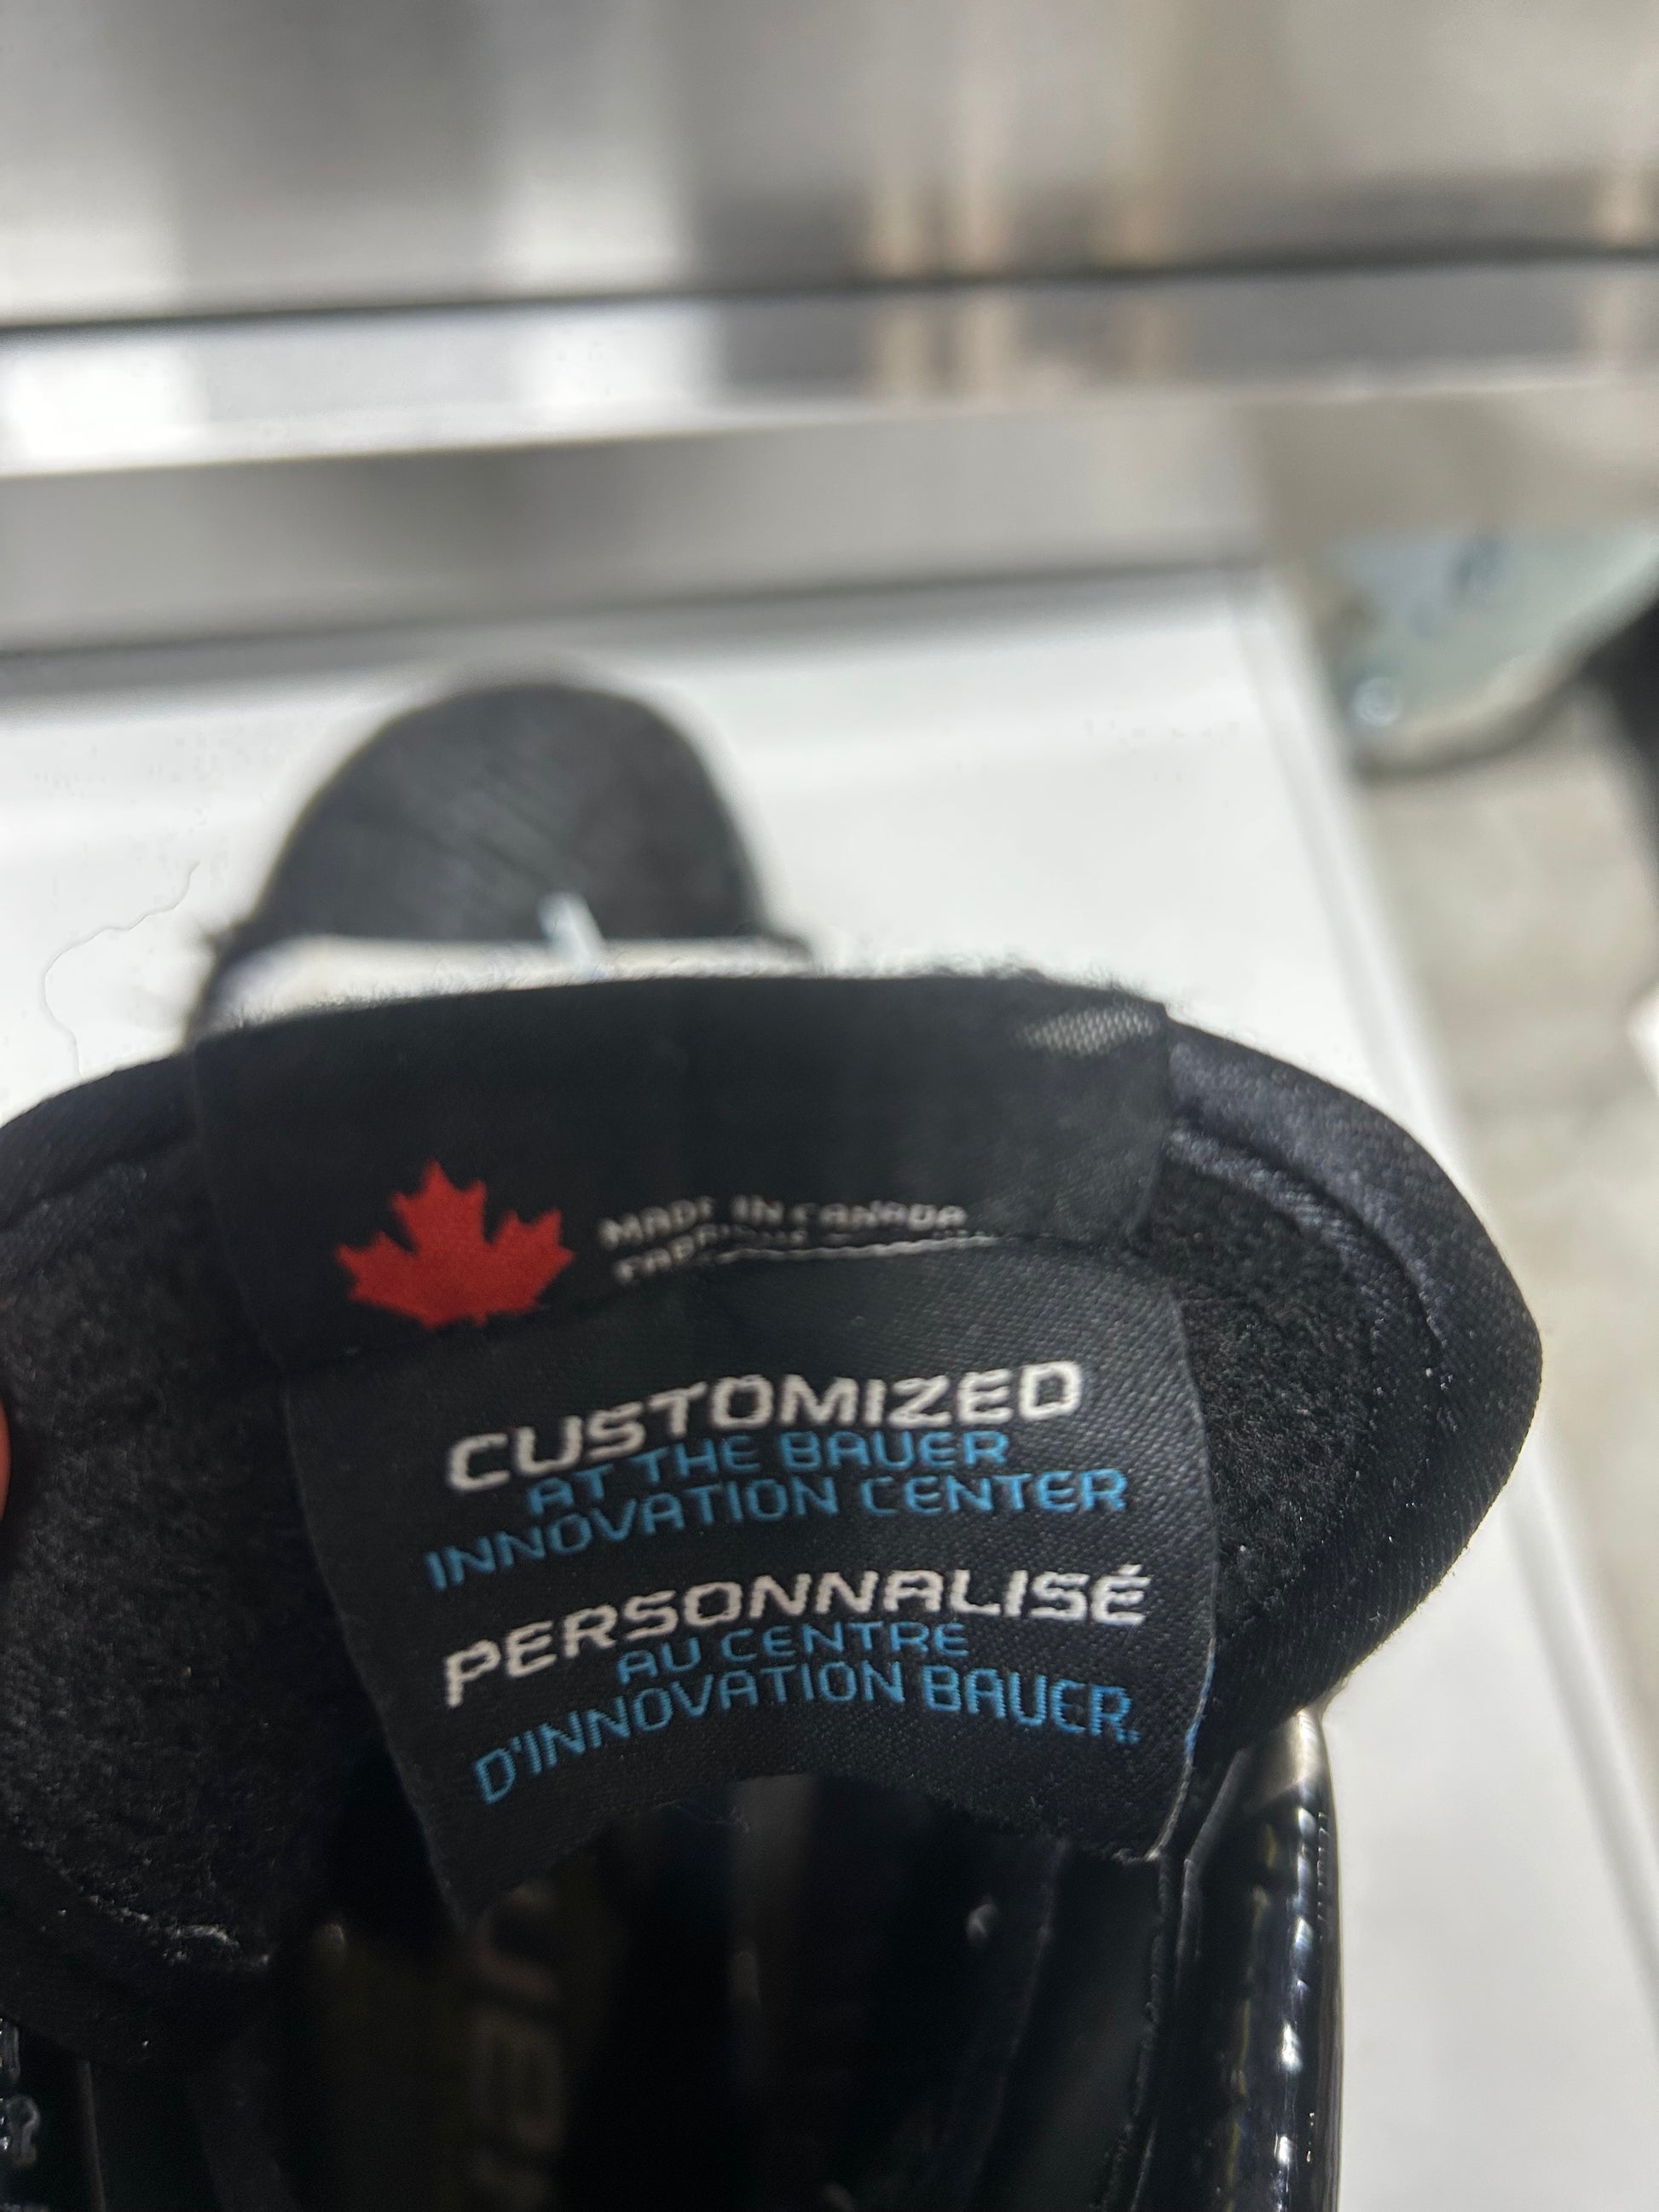 MADE IN CANADA
CUSTOMIZED
AT THE BAUER
INNOVATION CENTER
PERSONNALISÉ
AU CENTRE
D'INNOVATION BAUER.